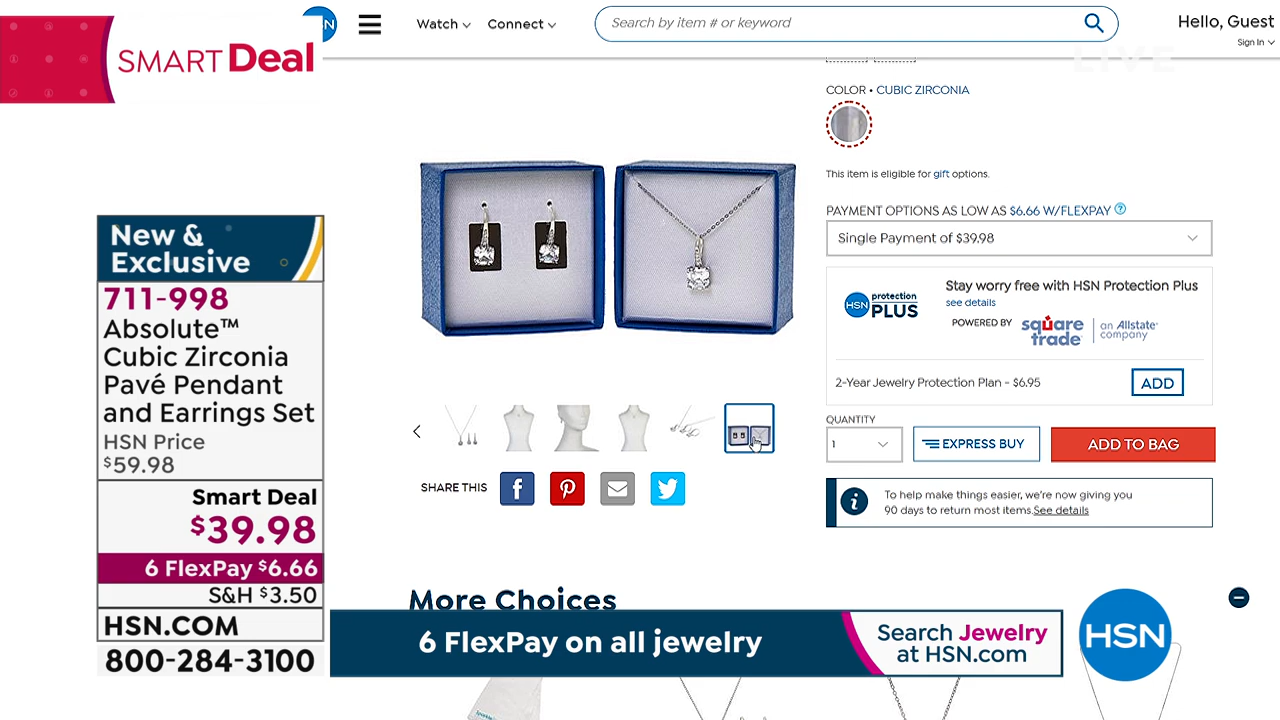 SMART Deal
N
Watch
Connect
Search by item # or keyword
Hello, Guest
Sign In
LIVE
COLOR • CUBIC ZIRCONIA
This item is eligible for gift options.
PAYMENT OPTIONS AS LOW AS $6.66 W/FLEXPAY ?
Single Payment of $39.98
HSN protection PLUS
Stay worry free with HSN Protection Plus
see details
POWERED BY square trade an Allstate company
2-Year Jewelry Protection Plan - $6.95
ADD
QUANTITY
1
EXPRESS BUY
ADD TO BAG
i
To help make things easier, we're now giving you
90 days to return most items.See details
SHARE THIS
New &
Exclusive
711-998
Absolute™
Cubic Zirconia
Pavé Pendant
and Earrings Set
HSN Price
$59.98
Smart Deal
$39.98
6 FlexPay $6.66
S&H $3.50
HSN.COM
800-284-3100
More Choices
6 FlexPay on all jewelry
Search Jewelry
at HSN.com
HSN